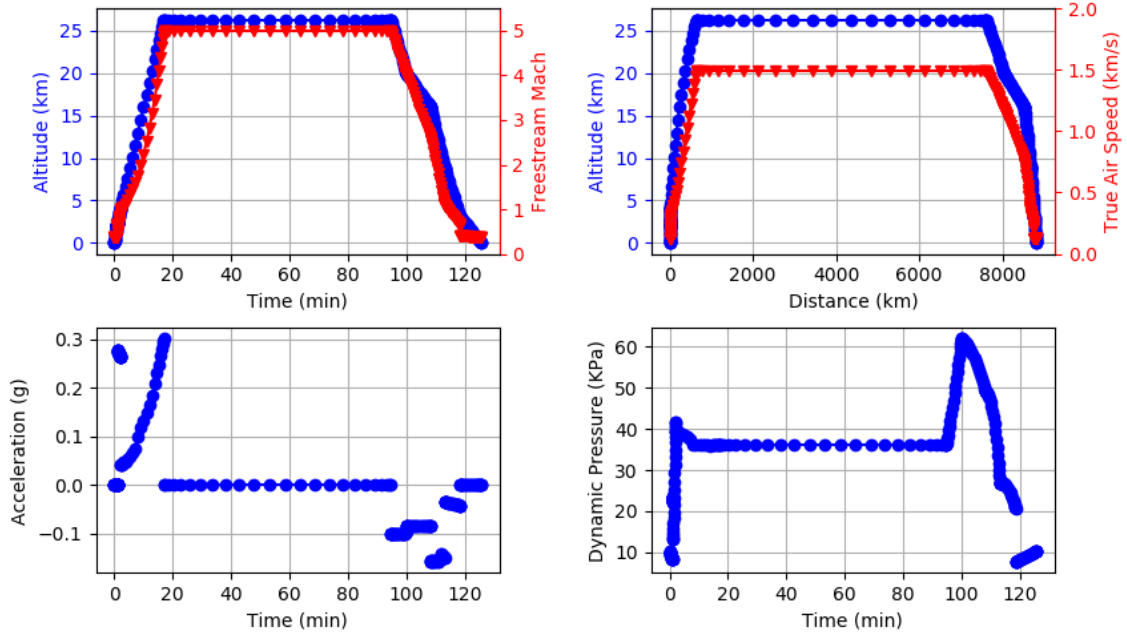 25
20
15
10
5
0
Altitude (km)
5
4
3
2
1
0
Freestream Mach
0 20 40 60 80 100 120
Time (min)
25
20
15
10
5
0
Altitude (km)
2.0
1.5
1.0
0.5
0.0
True Air Speed (km/s)
0 2000 4000 6000 8000
Distance (km)
0.3
0.2
0.1
0.0
−0.1
Acceleration (g)
0 20 40 60 80 100 120
Time (min)
60
50
40
30
20
10
Dynamic Pressure (KPa)
0 20 40 60 80 100 120
Time (min)